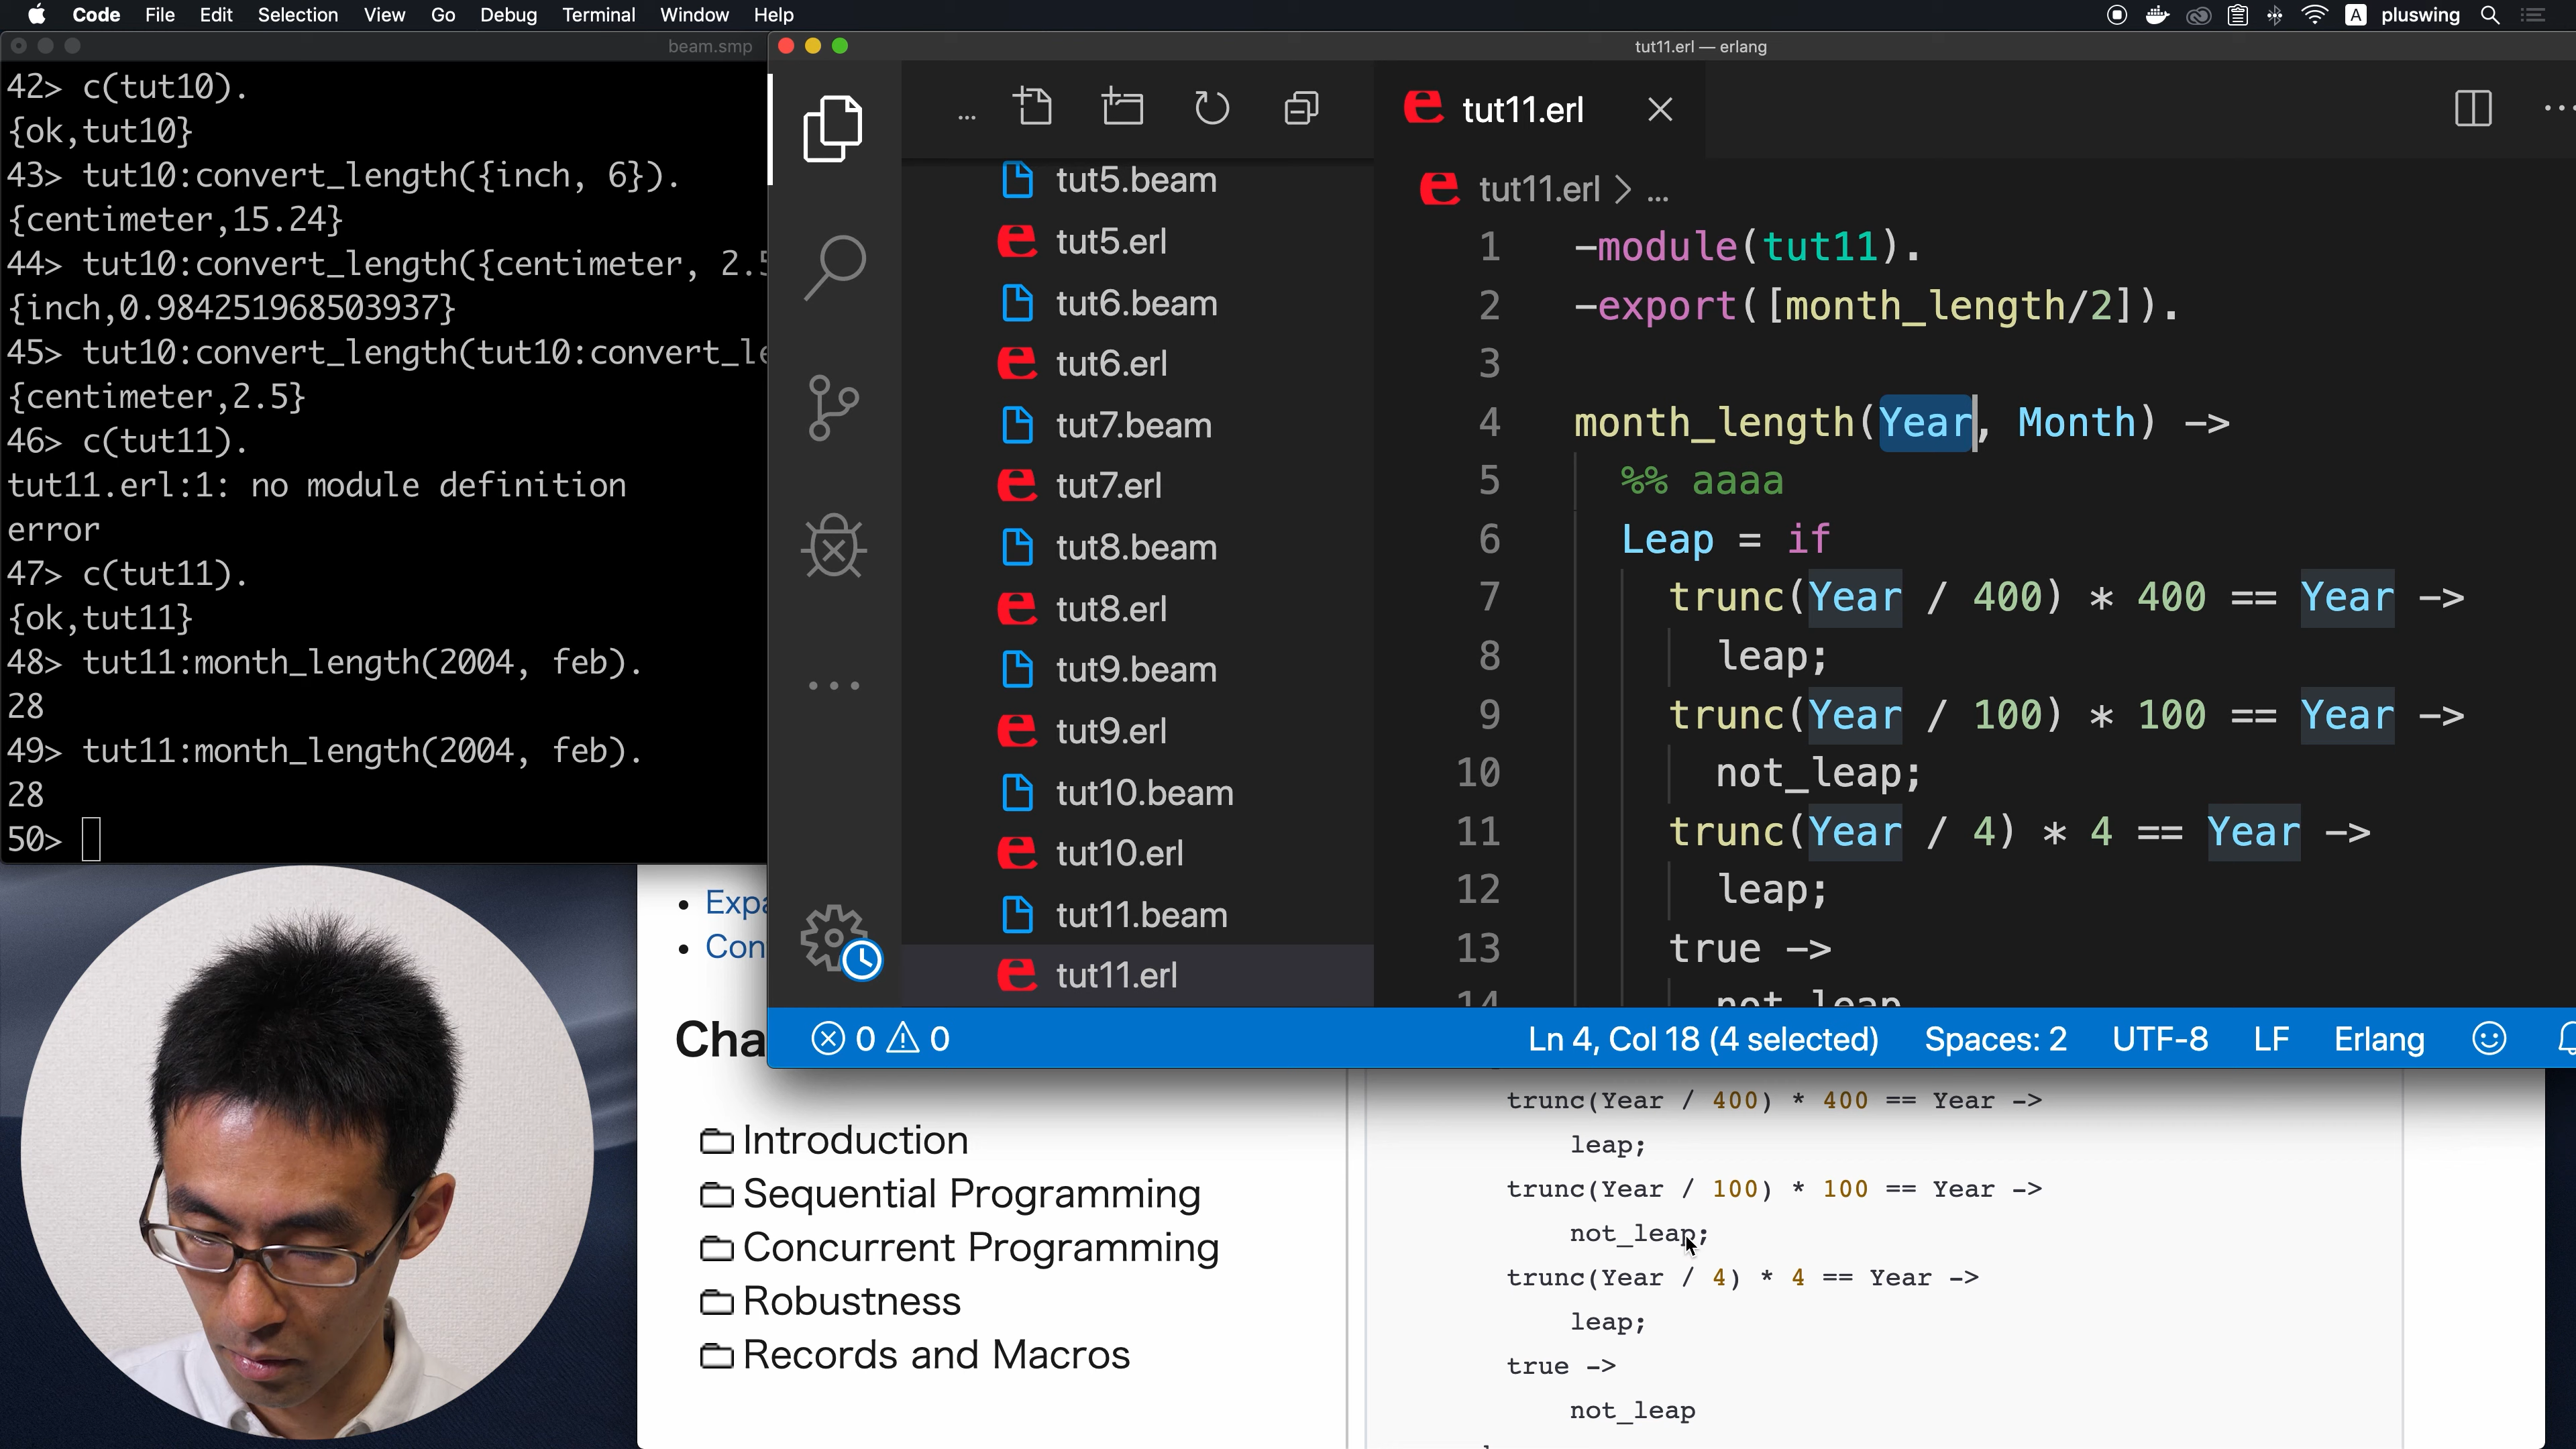 Code File Edit Selection View Go Debug Terminal Window Help
A pluswing
beam.smp
42> c(tut10).
{ok,tut10}
43> tut10:convert_length({inch, 6}).
{centimeter,15.24}
44> tut10:convert_length({centimeter, 2.5
{inch,0.984251968503937}
45> tut10:convert_length(tut10:convert_le
{centimeter,2.5}
46> c(tut11).
tut11.erl:1: no module definition
error
47> c(tut11).
{ok,tut11}
48> tut11:month_length(2004, feb).
28
49> tut11:month_length(2004, feb).
28
50>
tut11.erl — erlang
...
tut5.beam
tut5.erl
tut6.beam
tut6.erl
tut7.beam
tut7.erl
tut8.beam
tut8.erl
tut9.beam
tut9.erl
tut10.beam
tut10.erl
tut11.beam
tut11.erl
tut11.erl
tut11.erl > ...
1 -module(tut11).
2 -export([month_length/2]).
3
4 month_length(Year, Month) ->
5 %% aaaa
6 Leap = if
7 trunc(Year / 400) * 400 == Year ->
8 leap;
9 trunc(Year / 100) * 100 == Year ->
10 not_leap;
11 trunc(Year / 4) * 4 == Year ->
12 leap;
13 true ->
14 not_leap
0 0 Ln 4, Col 18 (4 selected) Spaces: 2 UTF-8 LF Erlang
Expa
Con
Cha
Introduction
Sequential Programming
Concurrent Programming
Robustness
Records and Macros
trunc(Year / 400) * 400 == Year ->
leap;
trunc(Year / 100) * 100 == Year ->
not_leap;
trunc(Year / 4) * 4 == Year ->
leap;
true ->
not_leap